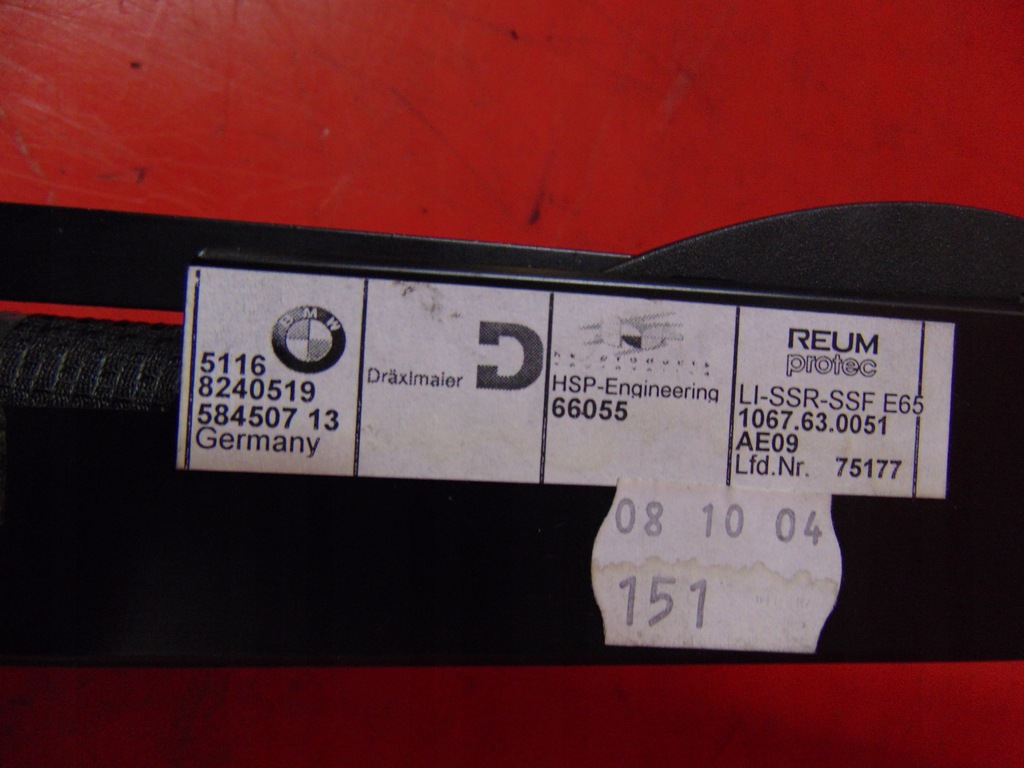 BMW
5116
8240519
584507 13
Germany
Dräxlmaier
HSP-Engineering
66055
REUM
protec
LI-SSR-SSF E65
1067.63.0051
AE09
Lfd.Nr. 75177
08 10 04
151